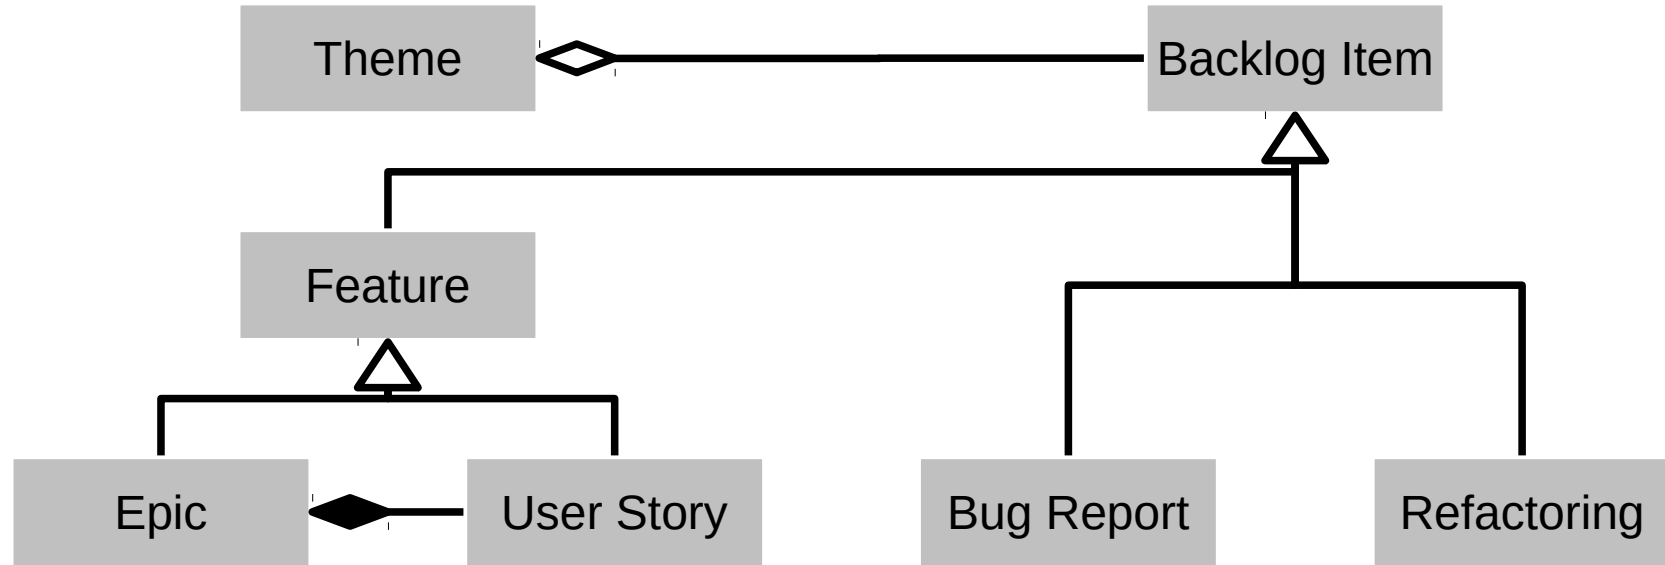 Theme
Backlog Item
Feature
Epic
User Story
Bug Report
Refactoring